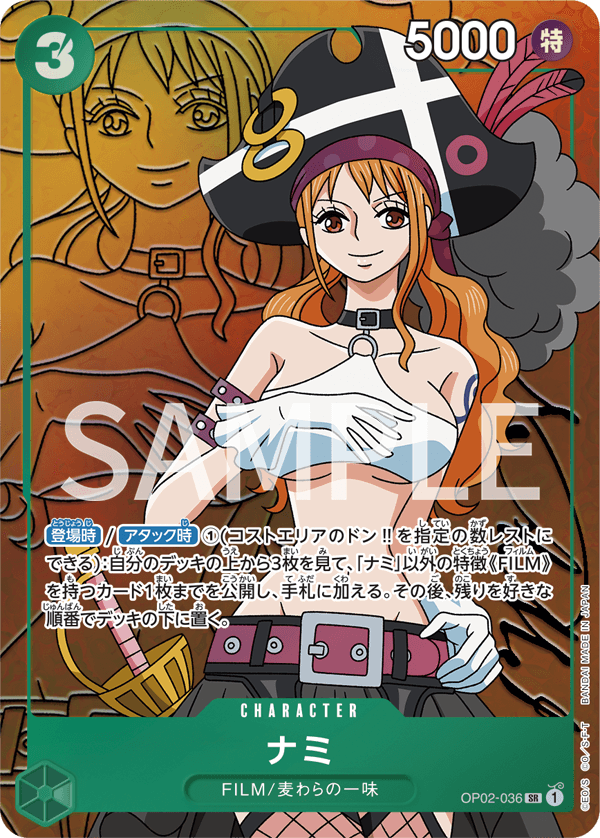 3
5000 特
SAMPLE
登場時 / アタック時 ①(コストエリアのドン!!を指定の数レストに
できる):自分のデッキの上から3枚を見て、「ナミ」以外の特徴《FILM》
を持つカード1枚までを公開し、手札に加える。その後、残りを好きな
順番でデッキの下に置く。
CHARACTER
ナミ
FILM/麦わらの一味
OP02-036 SR 1
©E.O/S ©O./S・F・T BANDAI MADE IN JAPAN